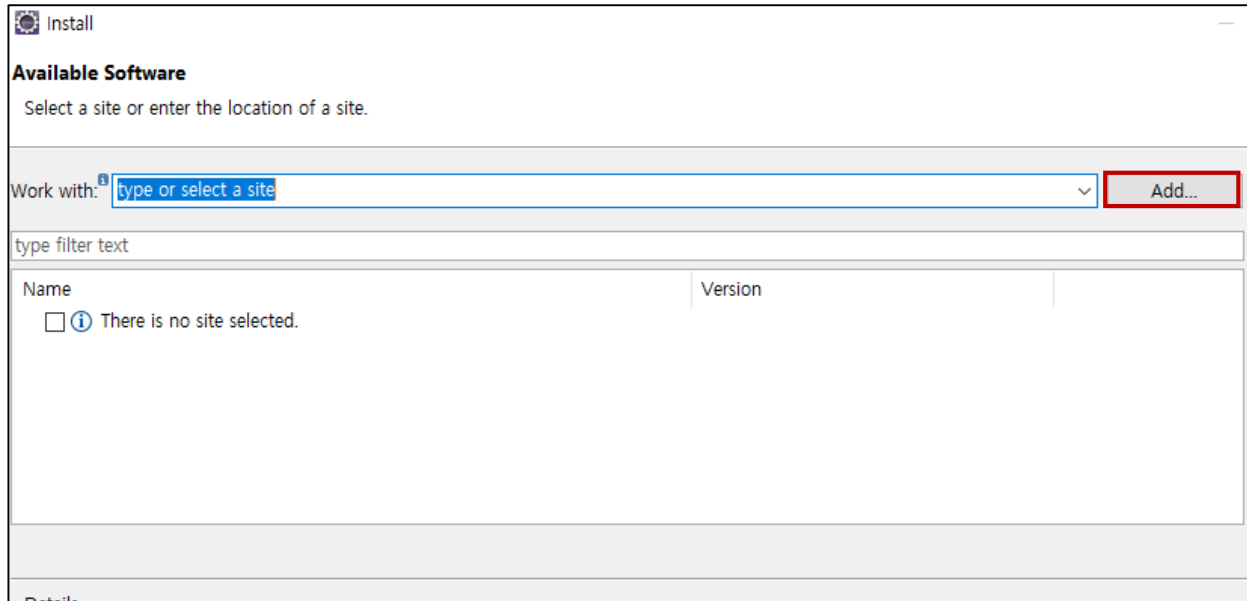 Install
Available Software
Select a site or enter the location of a site.
Work with: type or select a site Add...
type filter text
Name Version
There is no site selected.
Details